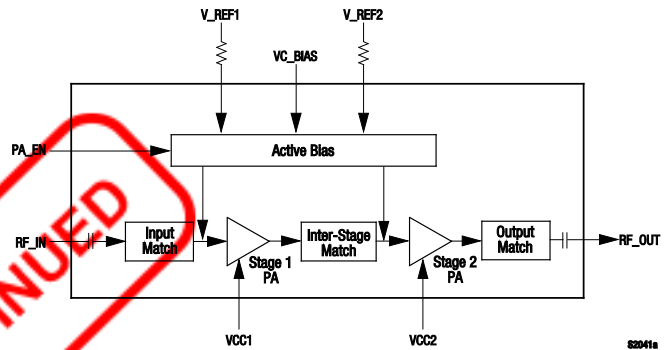 V_REF1
V_REF2
VC_BIAS
PA_EN
Active Bias
RF_IN
Input
Match
Stage 1
PA
Inter-Stage
Match
Stage 2
PA
Output
Match
RF_OUT
VCC1
VCC2
NUED
S2041a